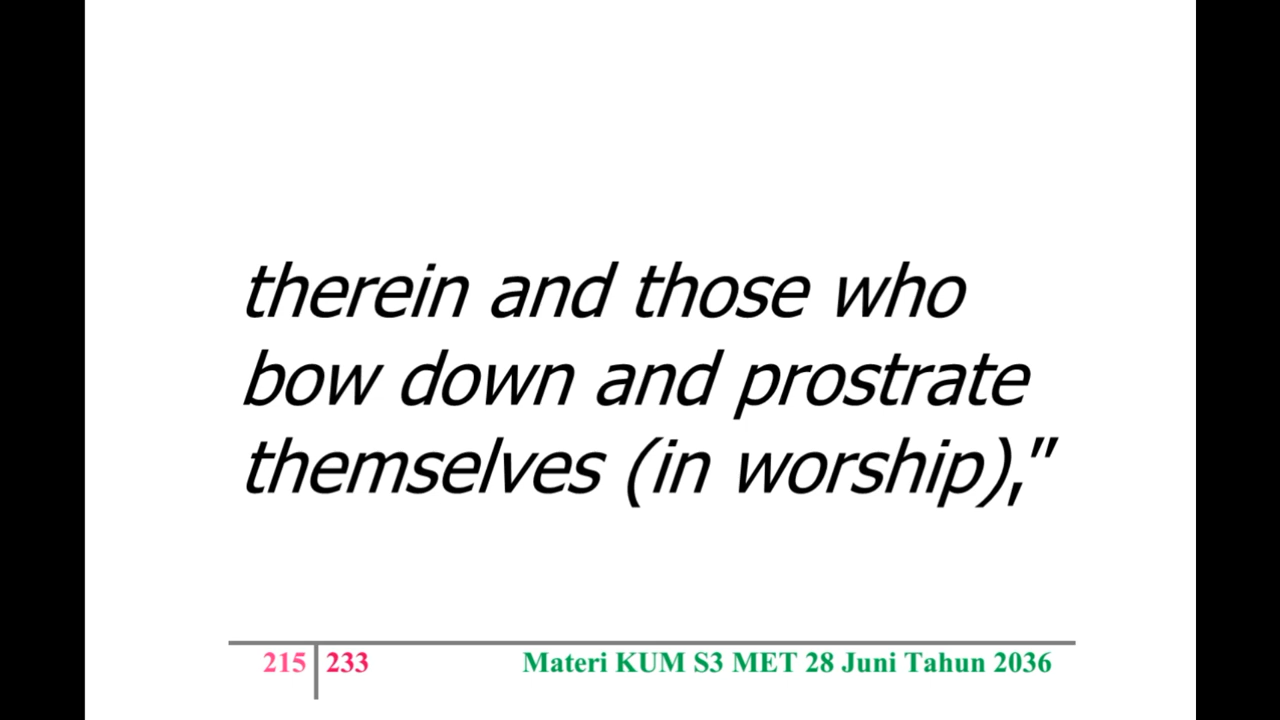 therein and those who
bow down and prostrate
themselves (in worship),”
215 233 Materi KUM S3 MET 28 Juni Tahun 2036